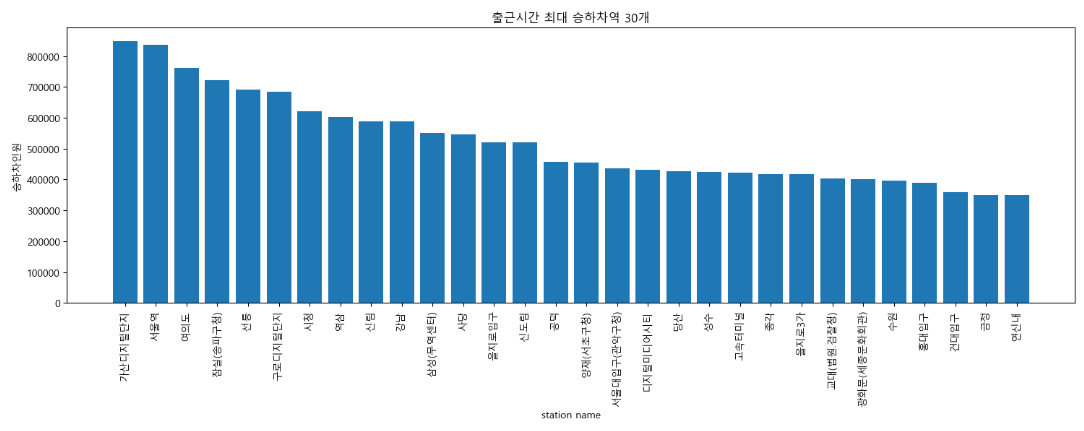 출근시간 최대 승하차역 30개
승하차인원
800000
700000
600000
500000
400000
300000
200000
100000
0
가산디지털단지
서울역
여의도
잠실(송파구청)
선릉
구로디지털단지
시청
역삼
신림
강남
삼성(무역센터)
사당
을지로입구
신도림
공덕
양재(서초구청)
서울대입구(관악구청)
디지털미디어시티
당산
성수
고속터미널
종각
을지로3가
교대(법원.검찰청)
광화문(세종문화회관)
수원
홍대입구
건대입구
금정
연신내
station name